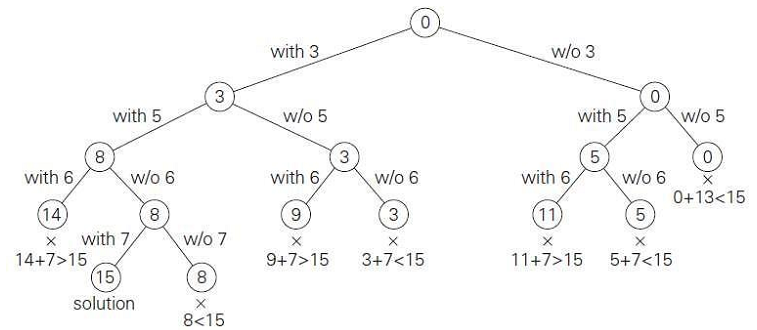 0
with 3 w/o 3
3 0
with 5 w/o 5 with 5 w/o 5
8 3 5 0
with 6 w/o 6 with 6 w/o 6 with 6 w/o 6 ×
0+13<15
14 8 9 3 11 5
× with 7 w/o 7 × × × ×
14+7>15 9+7>15 3+7<15 11+7>15 5+7<15
15 8
solution ×
8<15